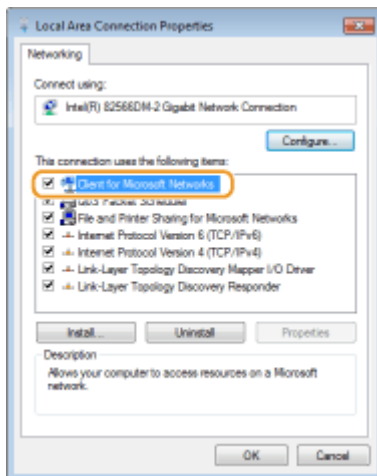 Local Area Connection Properties
Networking
Connect using:
Intel(R) 82566DM-2 Gigabit Network Connection
Configure...
This connection uses the following items:
Client for Microsoft Networks
QoS Packet Scheduler
File and Printer Sharing for Microsoft Networks
Internet Protocol Version 6 (TCP/IPv6)
Internet Protocol Version 4 (TCP/IPv4)
Link-Layer Topology Discovery Mapper I/O Driver
Link-Layer Topology Discovery Responder
Install...
Uninstall
Properties
Description
Allows your computer to access resources on a Microsoft
network.
OK
Cancel